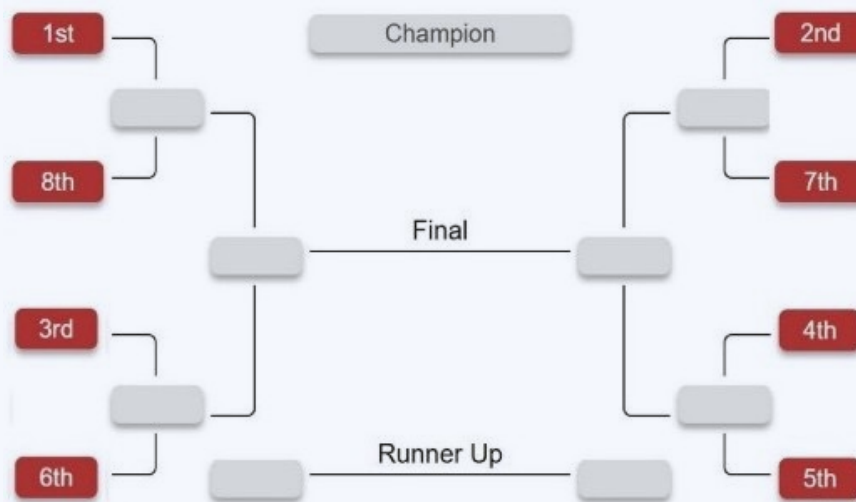 1st
Champion
2nd
8th
7th
Final
3rd
4th
Runner Up
6th
5th